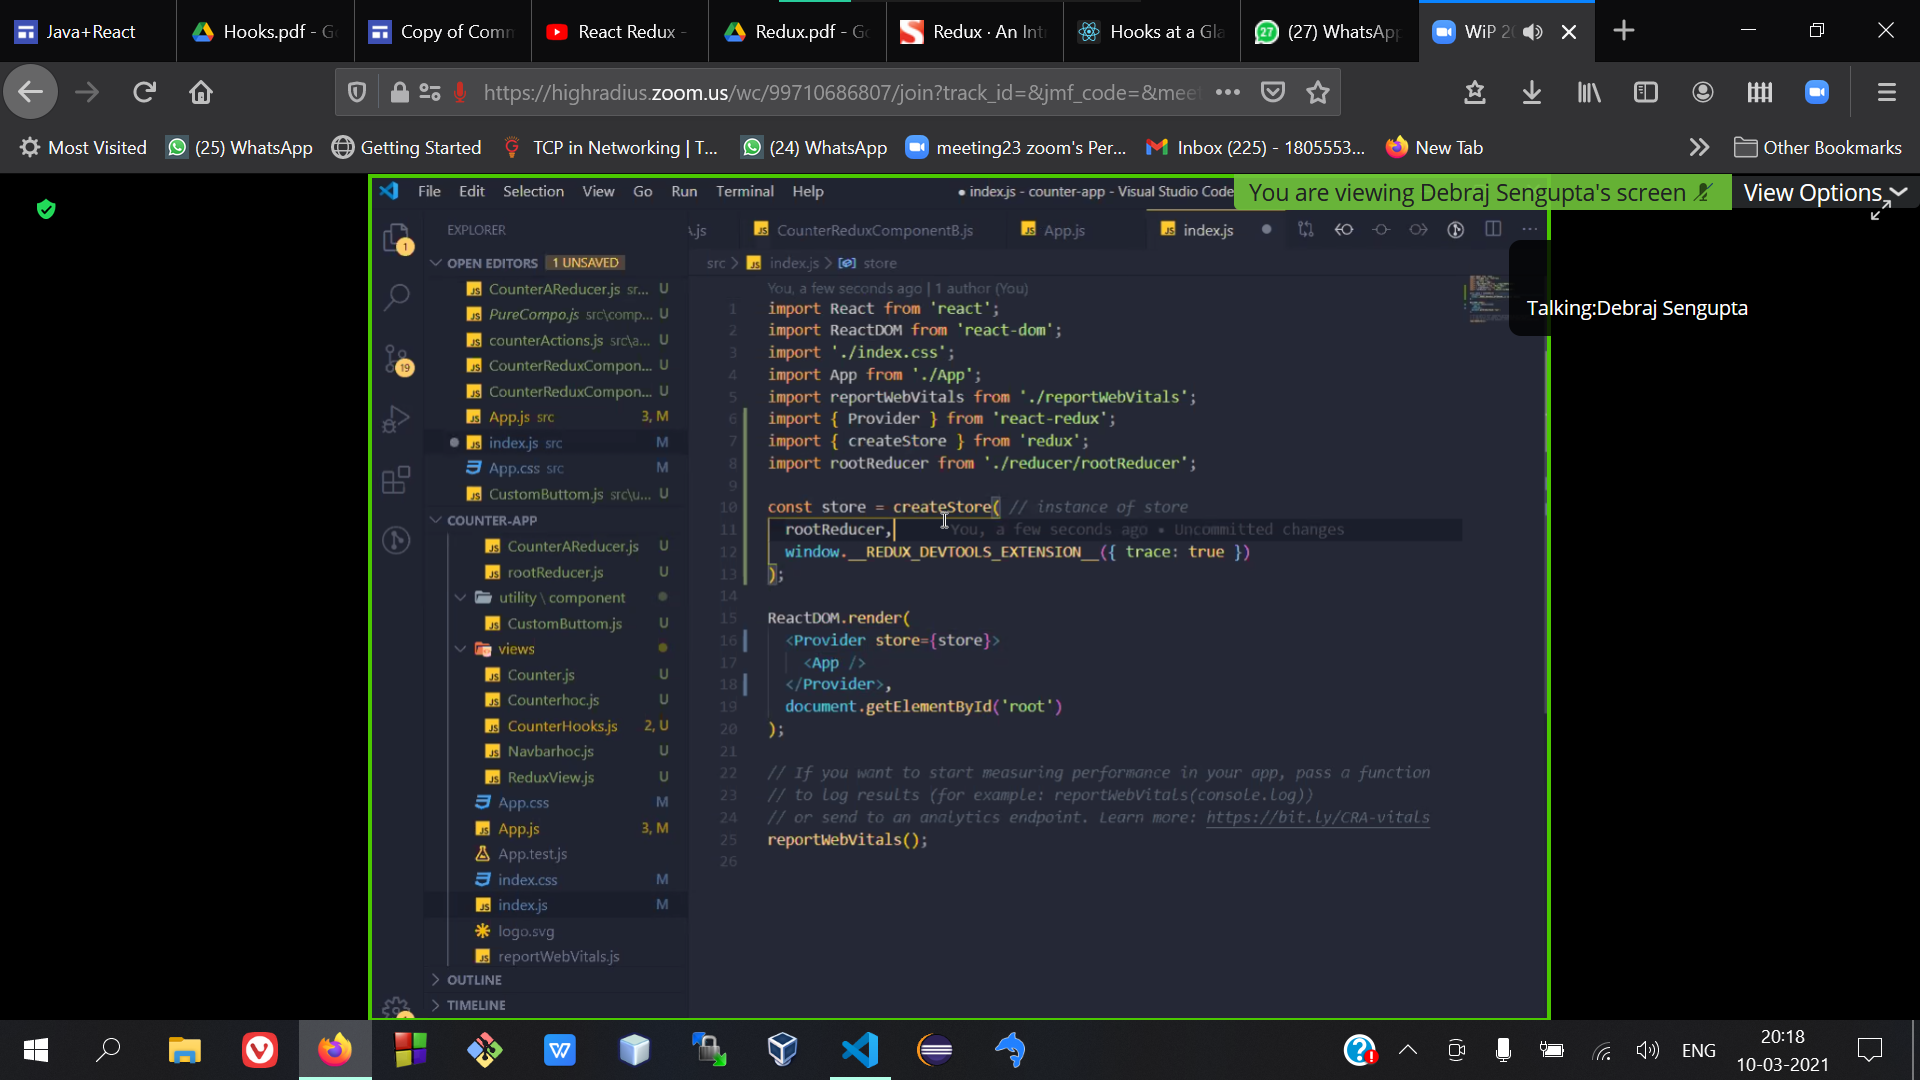 Java+React
Hooks.pdf - G
Copy of Comm
React Redux -
Redux.pdf - Go
Redux · An Int
Hooks at a Gla
(27) WhatsApp
WiP 20
https://highradius.zoom.us/wc/99710686807/join?track_id=&jmf_code=&meet
Most Visited
(25) WhatsApp
Getting Started
TCP in Networking | T...
(24) WhatsApp
meeting23 zoom's Per...
Inbox (225) - 1805553...
New Tab
Other Bookmarks
File Edit Selection View Go Run Terminal Help
● index.js - counter-app - Visual Studio Code
You are viewing Debraj Sengupta's screen
View Options
Talking:Debraj Sengupta
EXPLORER
OPEN EDITORS 1 UNSAVED
CounterAReducer.js sr... U
PureCompo.js src\comp... U
counterActions.js src\a... U
CounterReduxCompon... U
CounterReduxCompon... U
App.js src 3, M
index.js src M
App.css src M
CustomButtom.js src\u... U
COUNTER-APP
CounterAReducer.js U
rootReducer.js U
utility \ component
CustomButtom.js U
views
Counter.js U
Counterhoc.js U
CounterHooks.js 2, U
Navbarhoc.js U
ReduxView.js U
App.css M
App.js 3, M
App.test.js
index.css M
index.js M
logo.svg
reportWebVitals.js
OUTLINE
TIMELINE
1
19
.js
CounterReduxComponentB.js
App.js
index.js
src > index.js > store
You, a few seconds ago | 1 author (You)
1 import React from 'react';
2 import ReactDOM from 'react-dom';
3 import './index.css';
4 import App from './App';
5 import reportWebVitals from './reportWebVitals';
6 import { Provider } from 'react-redux';
7 import { createStore } from 'redux';
8 import rootReducer from './reducer/rootReducer';
9
10 const store = createStore( // instance of store
11 rootReducer, You, a few seconds ago • Uncommitted changes
12 window.__REDUX_DEVTOOLS_EXTENSION__({ trace: true })
13 );
14
15 ReactDOM.render(
16 <Provider store={store}>
17 <App />
18 </Provider>,
19 document.getElementById('root')
20 );
21
22 // If you want to start measuring performance in your app, pass a function
23 // to log results (for example: reportWebVitals(console.log))
24 // or send to an analytics endpoint. Learn more: https://bit.ly/CRA-vitals
25 reportWebVitals();
26
ENG
20:18
10-03-2021